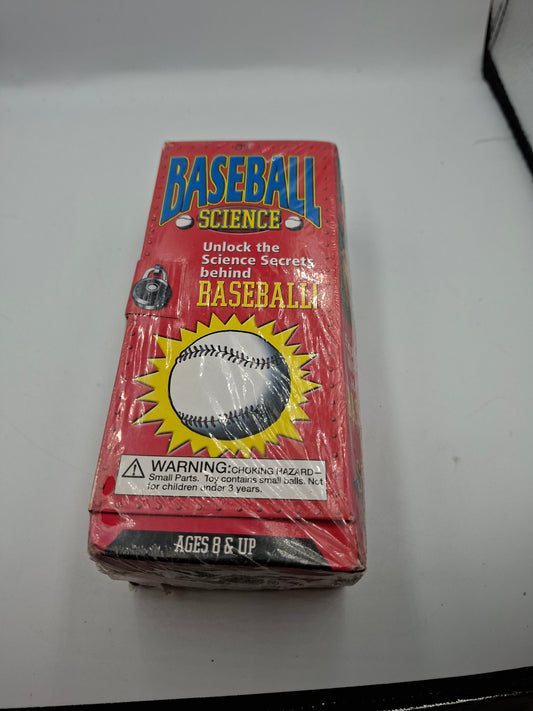 BASEBALL
SCIENCE
Unlock the
Science Secrets
behind
BASEBALL!
WARNING: CHOKING HAZARD—
Small Parts. Toy contains small balls. Not
for children under 3 years.
AGES 8 & UP